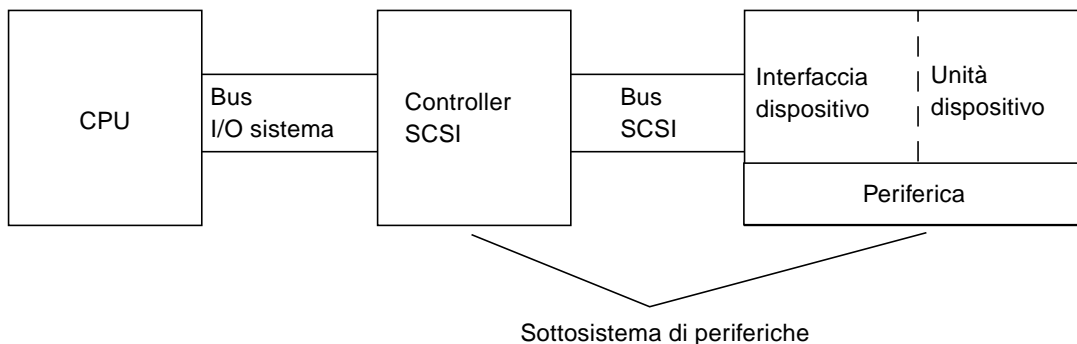 CPU
Bus
I/O sistema
Controller
SCSI
Bus
SCSI
Interfaccia
dispositivo
Unità
dispositivo
Periferica
Sottosistema di periferiche